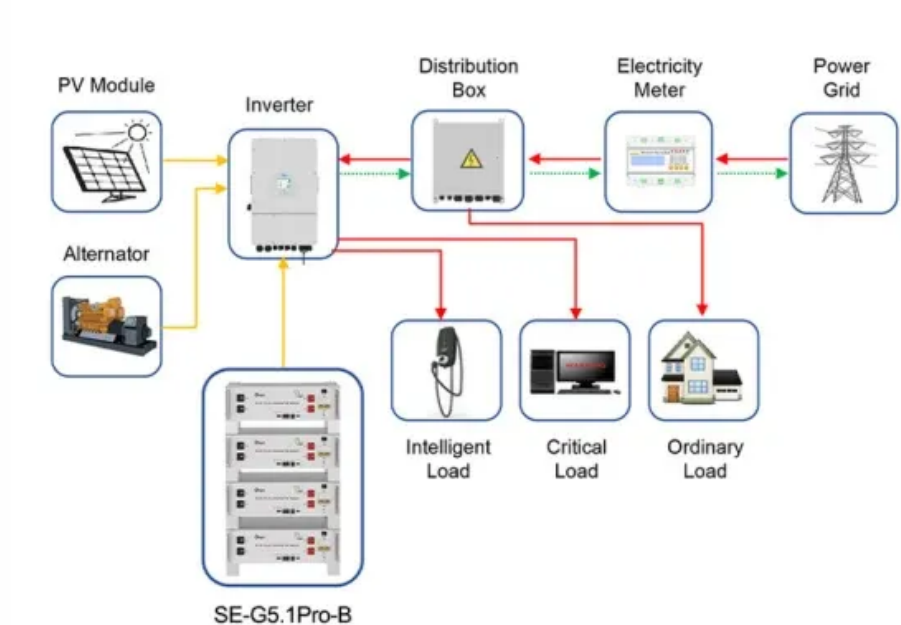 PV Module
Inverter
Distribution
Box
Electricity
Meter
Power
Grid
Alternator
Intelligent
Load
Critical
Load
Ordinary
Load
SE-G5.1Pro-B